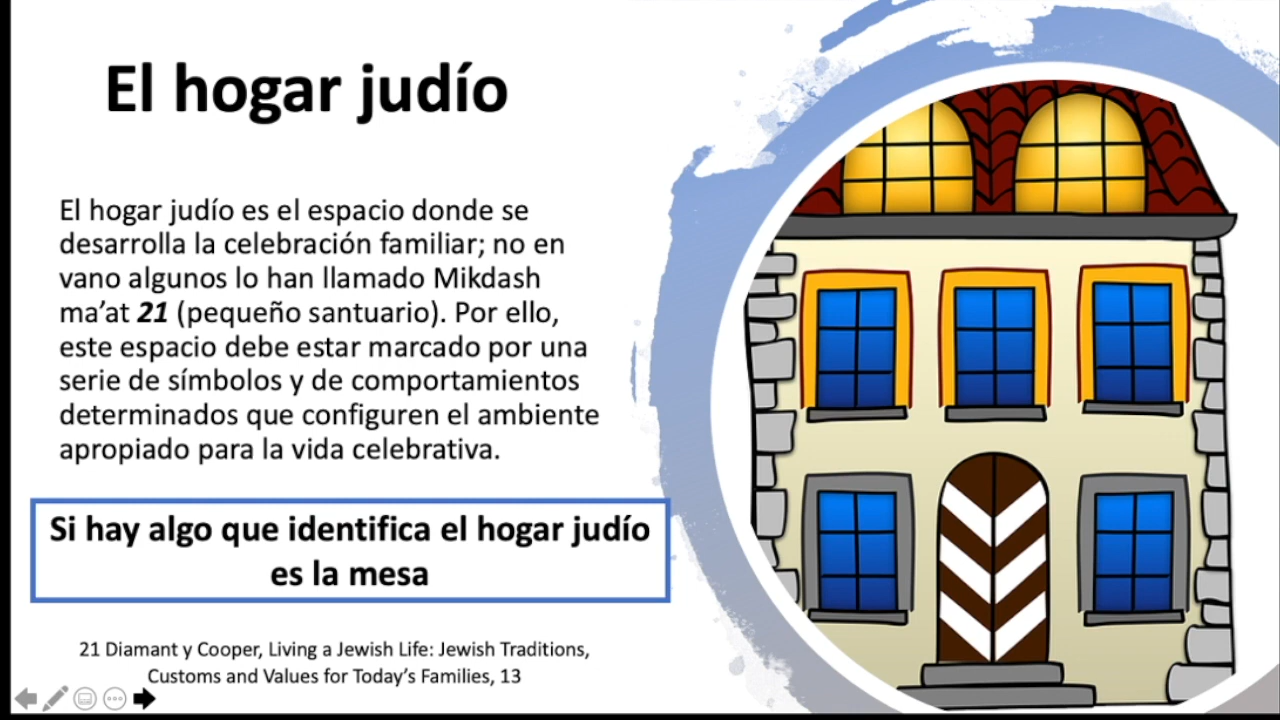 El hogar judío
El hogar judío es el espacio donde se
desarrolla la celebración familiar; no en
vano algunos lo han llamado Mikdash
ma’at 21 (pequeño santuario). Por ello,
este espacio debe estar marcado por una
serie de símbolos y de comportamientos
determinados que configuren el ambiente
apropiado para la vida celebrativa.
Si hay algo que identifica el hogar judío
es la mesa
21 Diamant y Cooper, Living a Jewish Life: Jewish Traditions,
Customs and Values for Today’s Families, 13